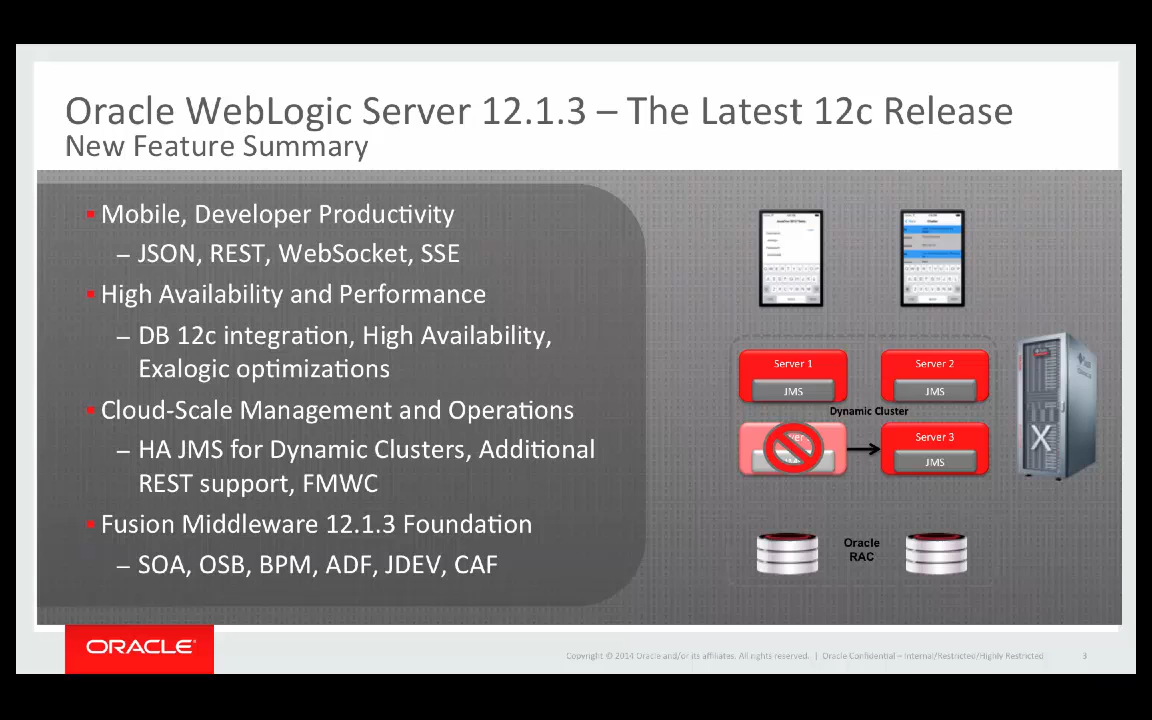 Oracle WebLogic Server 12.1.3 – The Latest 12c Release
New Feature Summary
Mobile, Developer Productivity
– JSON, REST, WebSocket, SSE
High Availability and Performance
– DB 12c integration, High Availability,
Exalogic optimizations
Cloud-Scale Management and Operations
– HA JMS for Dynamic Clusters, Additional
REST support, FMWC
Fusion Middleware 12.1.3 Foundation
– SOA, OSB, BPM, ADF, JDEV, CAF
Server 1
JMS
Server 2
JMS
Dynamic Cluster
Server 3
JMS
X
Oracle
RAC
ORACLE
Copyright © 2014 Oracle and/or its affiliates. All rights reserved. | Oracle Confidential – Internal/Restricted/Highly Restricted
3